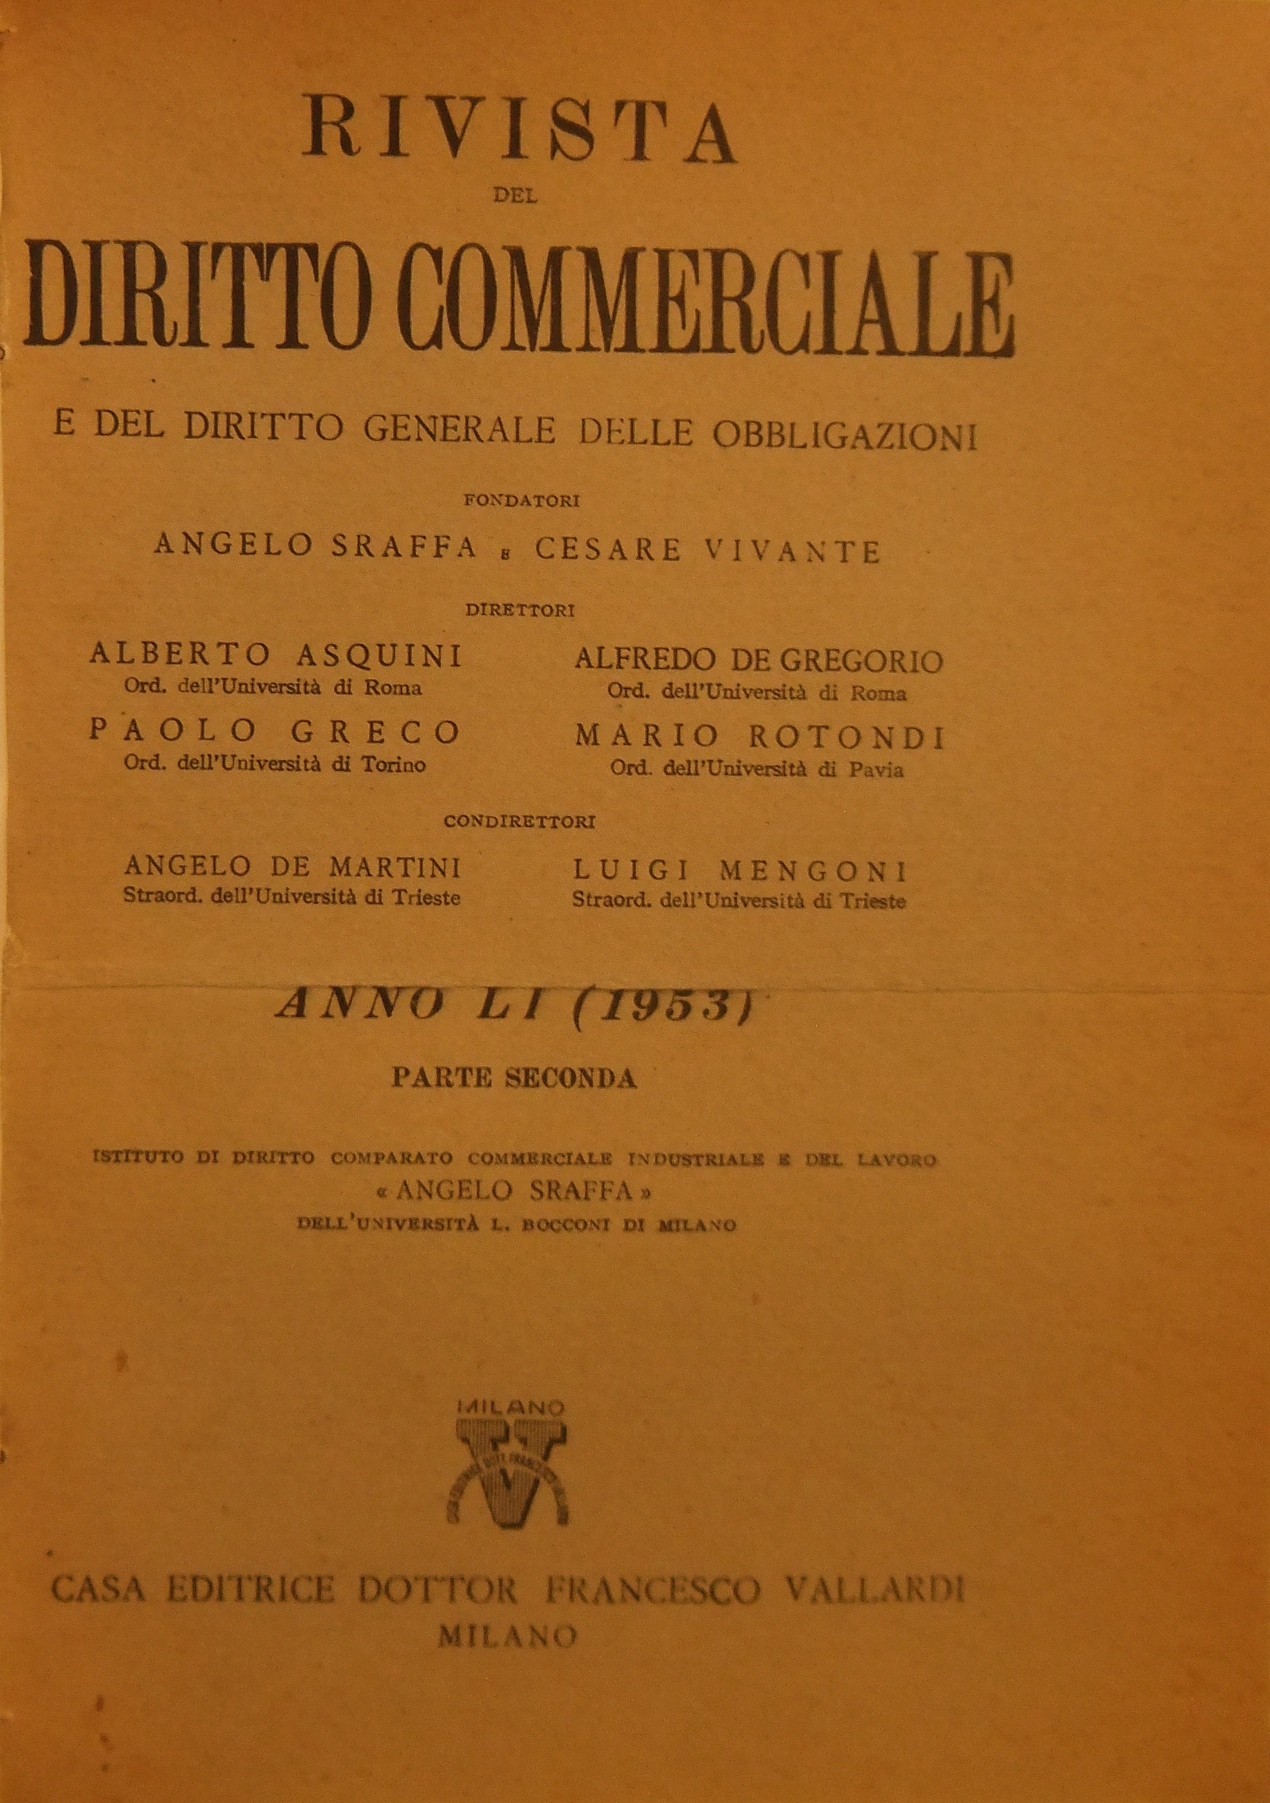 RIVISTA
DEL
DIRITTO COMMERCIALE
E DEL DIRITTO GENERALE DELLE OBBLIGAZIONI
FONDATORI
ANGELO SRAFFA E CESARE VIVANTE
DIRETTORI
ALBERTO ASQUINI
Ord. dell'Università di Roma
ALFREDO DE GREGORIO
Ord. dell'Università di Roma
PAOLO GRECO
Ord. dell'Università di Torino
MARIO ROTONDI
Ord. dell'Università di Pavia
CONDIRETTORI
ANGELO DE MARTINI
Straord. dell'Università di Trieste
LUIGI MENGONI
Straord. dell'Università di Trieste
ANNO LI (1953)
PARTE SECONDA
ISTITUTO DI DIRITTO COMPARATO COMMERCIALE INDUSTRIALE E DEL LAVORO
« ANGELO SRAFFA »
DELL'UNIVERSITÀ L. BOCCONI DI MILANO
MILANO
V
CASA EDITRICE DOTTOR FRANCESCO VALLARDI
MILANO